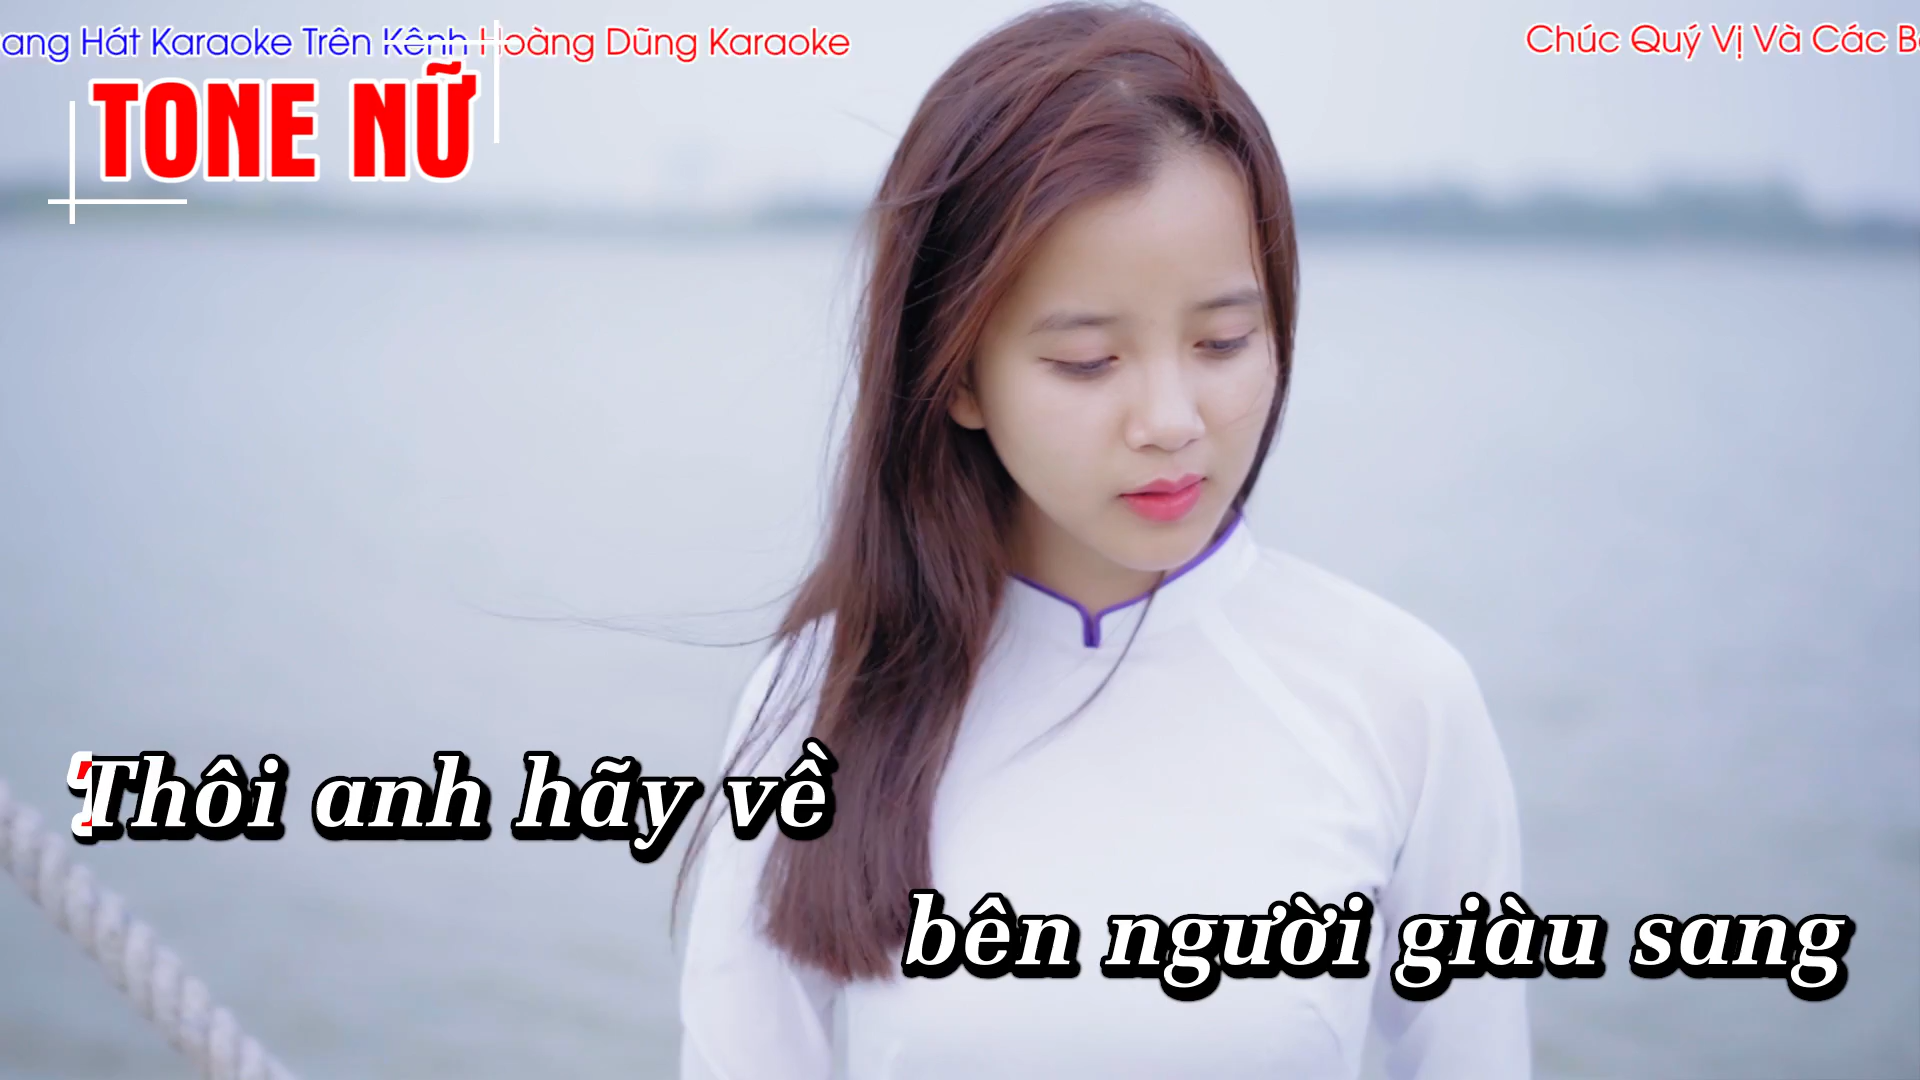 ang Hát Karaoke Trên Kênh Hoàng Dũng Karaoke
Chúc Quý Vị Và Các B
TONE NỮ
Thôi anh hãy về
bên người giàu sang